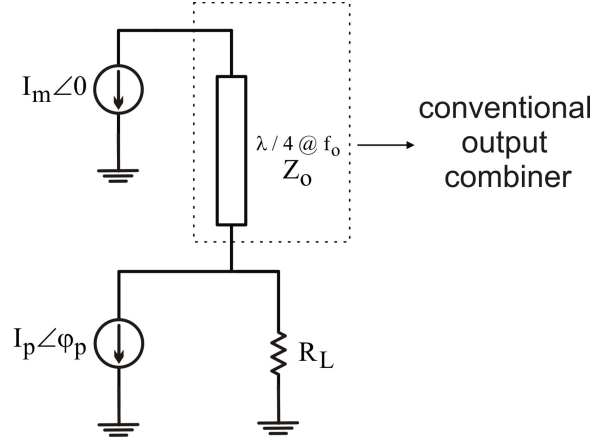 I_m∠0
λ / 4 @ f_o
Z_o
conventional
output
combiner
I_p∠φ_p
R_L